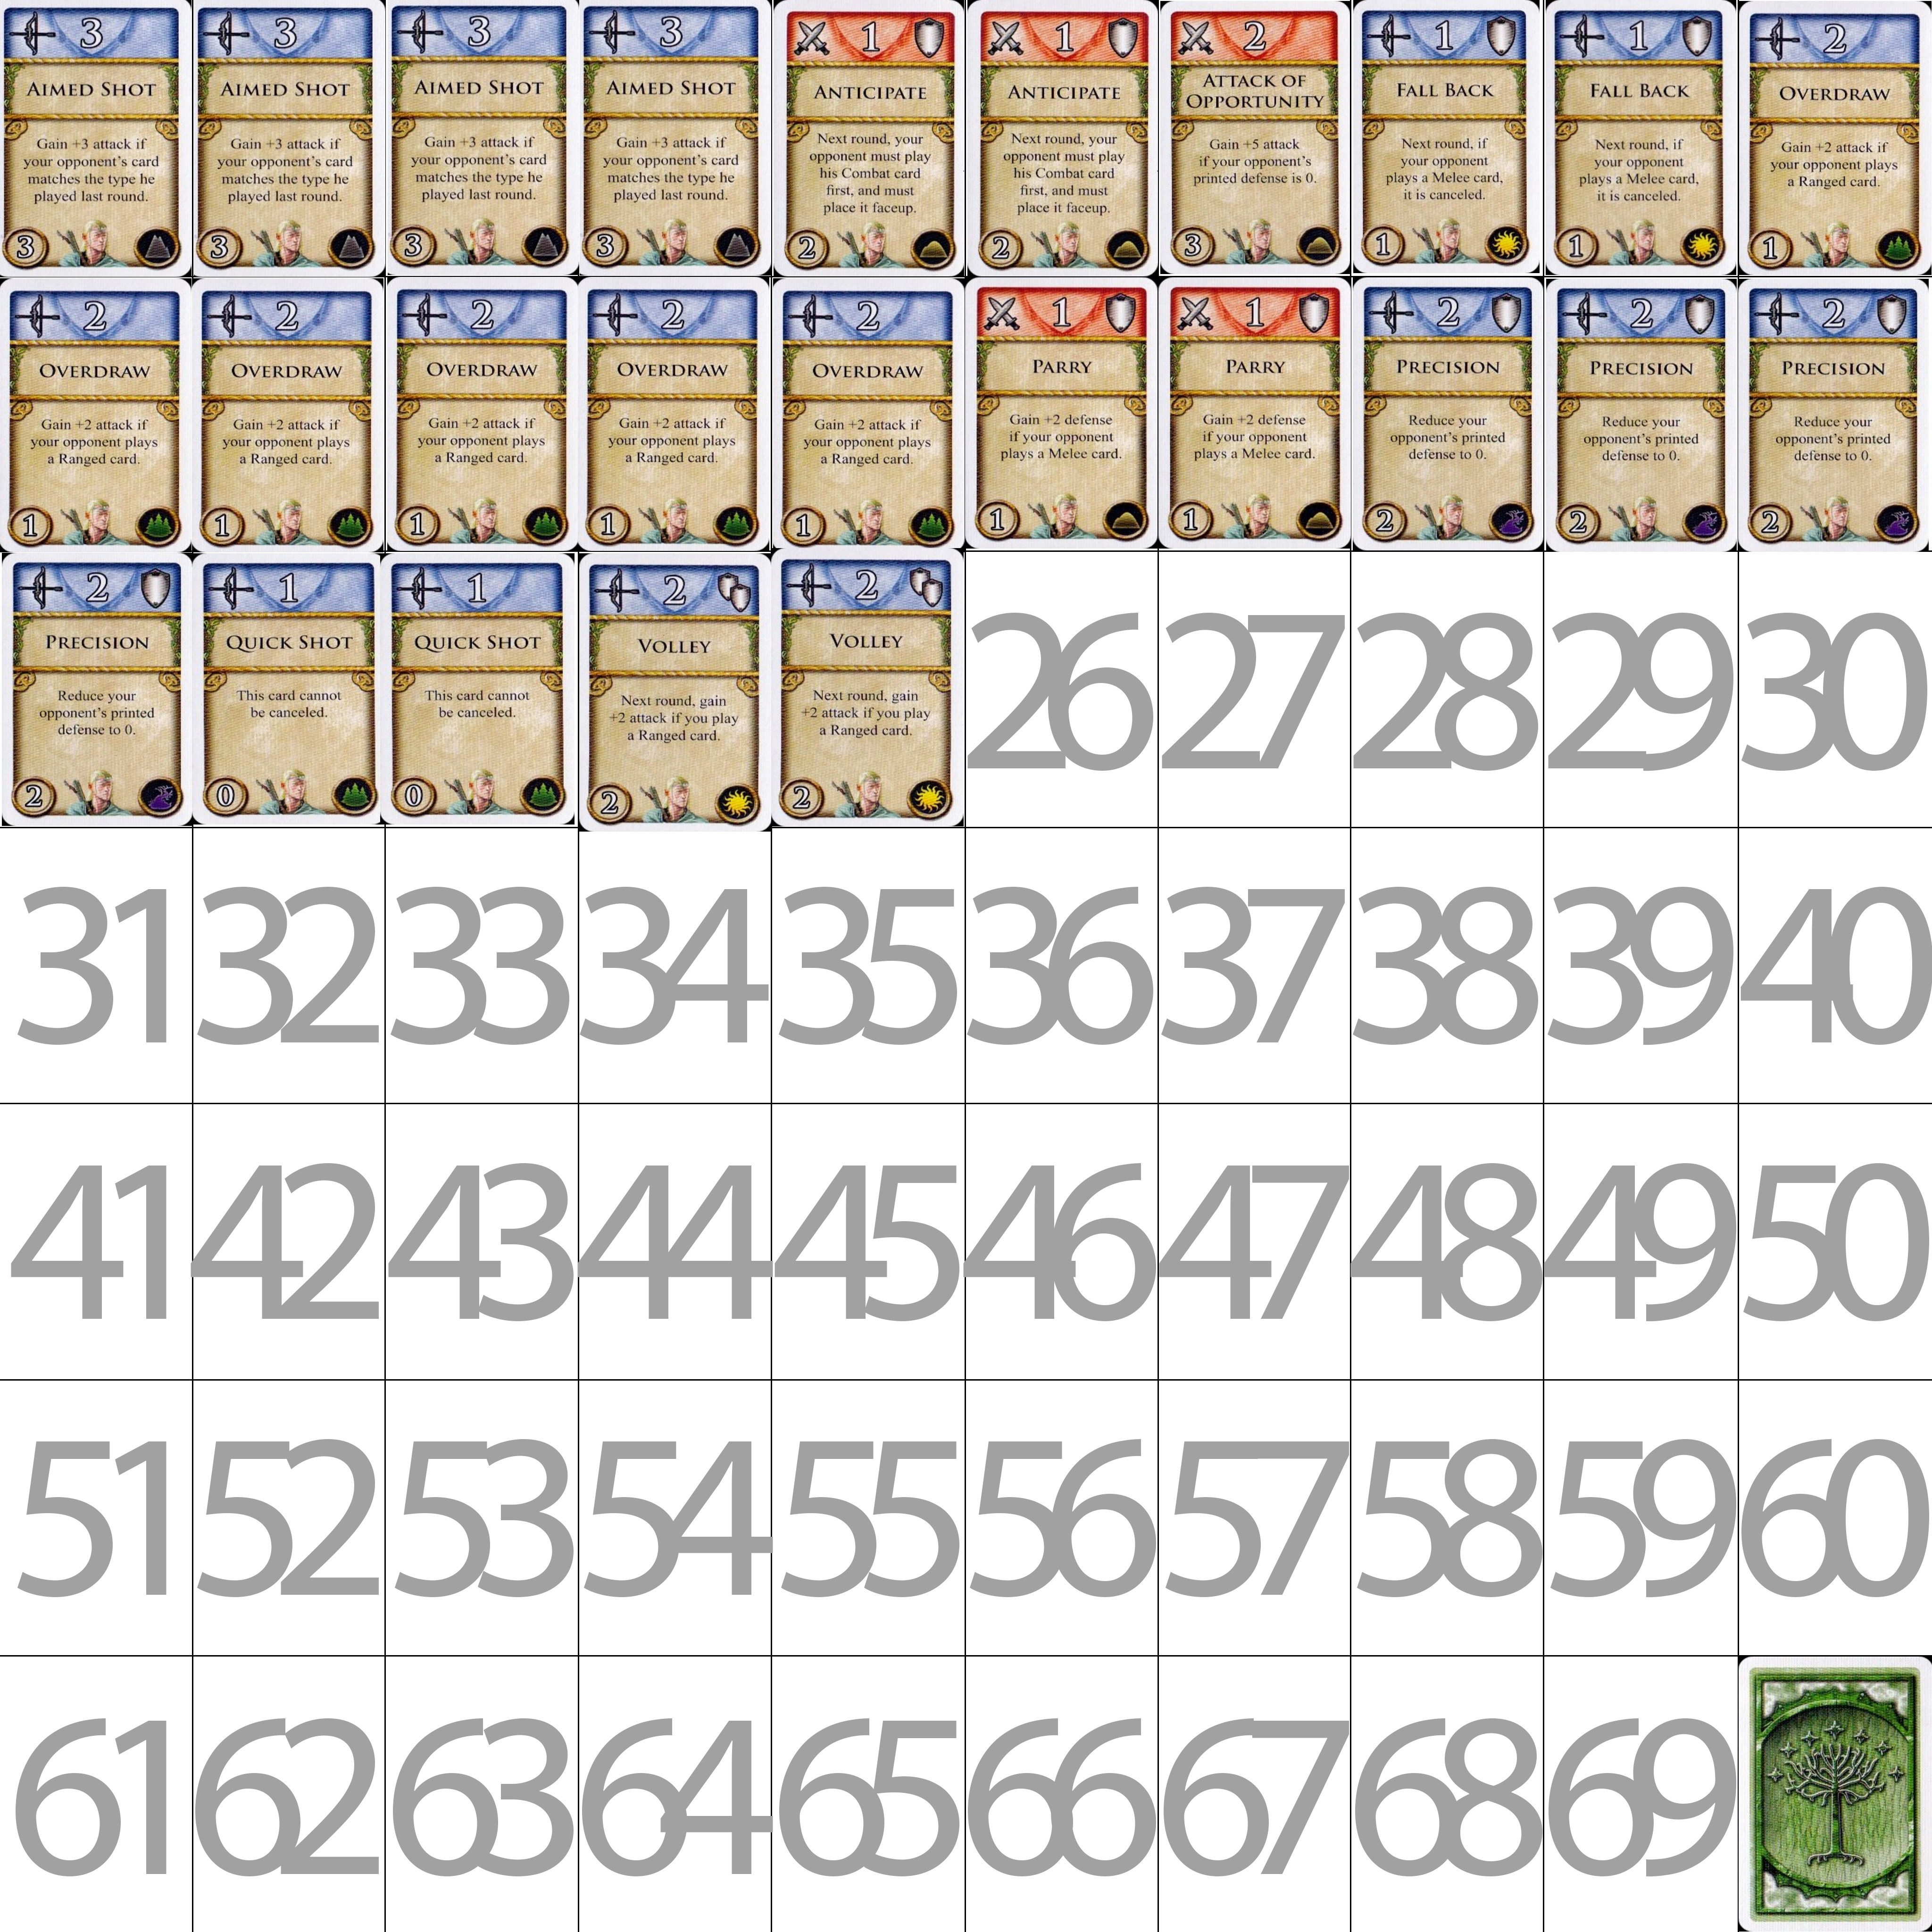 3
AIMED SHOT
Gain +3 attack if
your opponent's card
matches the type he
played last round.
3
3
AIMED SHOT
Gain +3 attack if
your opponent's card
matches the type he
played last round.
3
3
AIMED SHOT
Gain +3 attack if
your opponent's card
matches the type he
played last round.
3
3
AIMED SHOT
Gain +3 attack if
your opponent's card
matches the type he
played last round.
3
1
ANTICIPATE
Next round, your
opponent must play
his Combat card
first, and must
place it faceup.
2
1
ANTICIPATE
Next round, your
opponent must play
his Combat card
first, and must
place it faceup.
2
2
ATTACK OF
OPPORTUNITY
Gain +5 attack
if your opponent's
printed defense is 0.
3
1
FALL BACK
Next round, if
your opponent
plays a Melee card,
it is canceled.
1
1
FALL BACK
Next round, if
your opponent
plays a Melee card,
it is canceled.
1
2
OVERDRAW
Gain +2 attack if
your opponent plays
a Ranged card.
1
2
OVERDRAW
Gain +2 attack if
your opponent plays
a Ranged card.
1
2
OVERDRAW
Gain +2 attack if
your opponent plays
a Ranged card.
1
2
OVERDRAW
Gain +2 attack if
your opponent plays
a Ranged card.
1
2
OVERDRAW
Gain +2 attack if
your opponent plays
a Ranged card.
1
2
OVERDRAW
Gain +2 attack if
your opponent plays
a Ranged card.
1
1
PARRY
Gain +2 defense
if your opponent
plays a Melee card.
1
1
PARRY
Gain +2 defense
if your opponent
plays a Melee card.
1
2
PRECISION
Reduce your
opponent's printed
defense to 0.
2
2
PRECISION
Reduce your
opponent's printed
defense to 0.
2
2
PRECISION
Reduce your
opponent's printed
defense to 0.
2
2
PRECISION
Reduce your
opponent's printed
defense to 0.
2
1
QUICK SHOT
This card cannot
be canceled.
0
1
QUICK SHOT
This card cannot
be canceled.
0
2
VOLLEY
Next round, gain
+2 attack if you play
a Ranged card.
2
2
VOLLEY
Next round, gain
+2 attack if you play
a Ranged card.
2
26 27 28 29 30
31 32 33 34 35 36 37 38 39 40
41 42 43 44 45 46 47 48 49 50
51 52 53 54 55 56 57 58 59 60
61 62 63 64 65 66 67 68 69